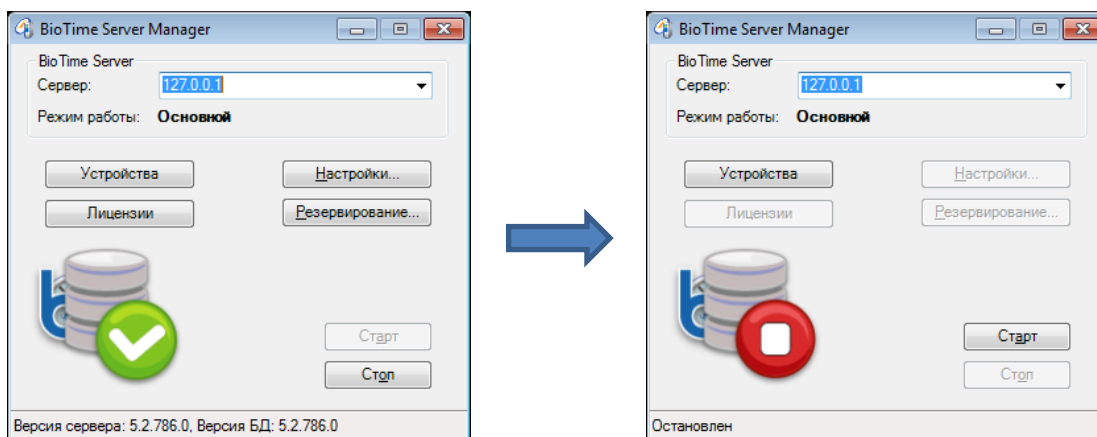 BioTime Server Manager
BioTime Server
Сервер: 127.0.0.1
Режим работы: Основной
Устройства Настройки...
Лицензии Резервирование...
Старт
Стоп
Версия сервера: 5.2.786.0, Версия БД: 5.2.786.0
BioTime Server Manager
BioTime Server
Сервер: 127.0.0.1
Режим работы: Основной
Устройства Настройки...
Лицензии Резервирование...
Старт
Стоп
Остановлен